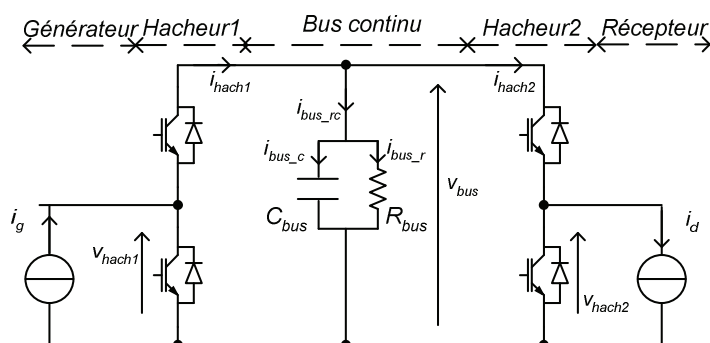 Générateur Hacheur1 Bus continu Hacheur2 Récepteur
i_hach1 i_hach2
i_bus_rc
i_bus_c i_bus_r
v_bus
i_g C_bus R_bus i_d
v_hach1
v_hach2